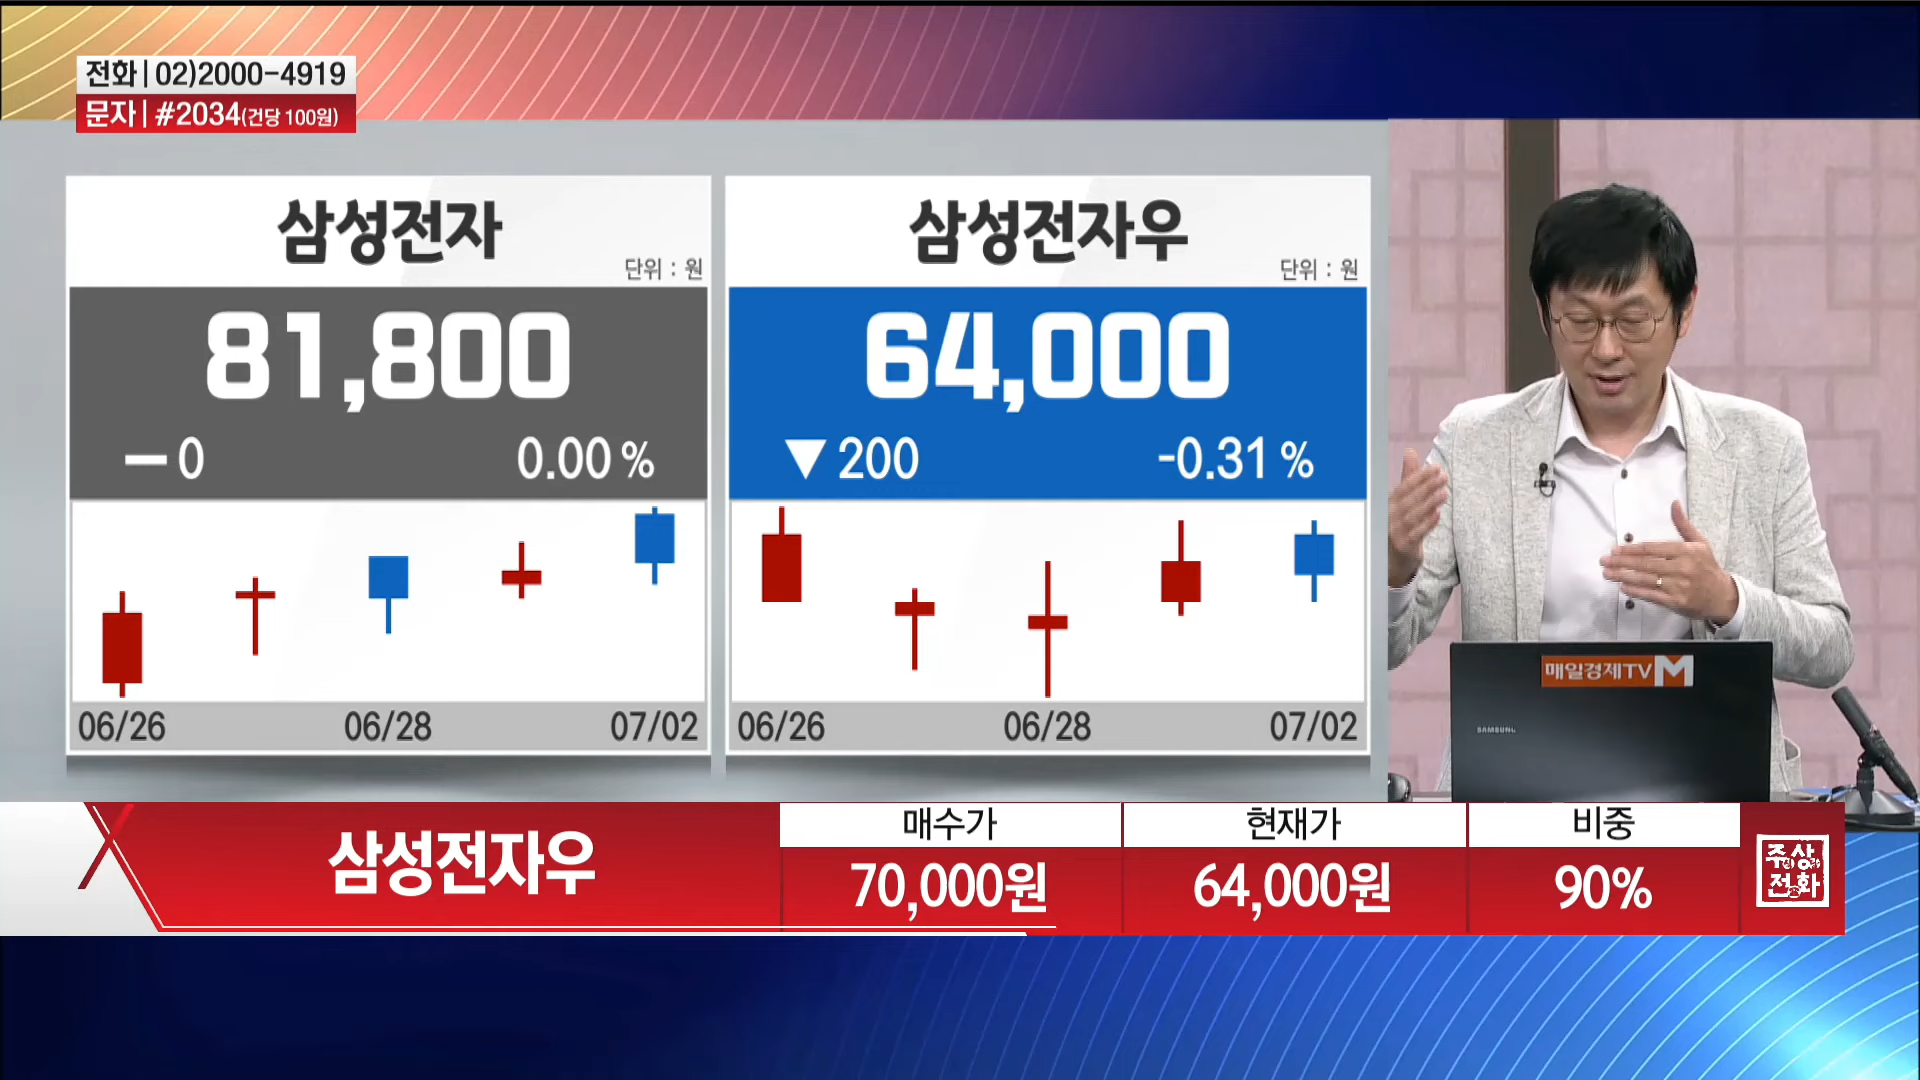 전화 | 02)2000-4919
문자 | #2034(건당 100원)
삼성전자
단위 : 원
81,800
0 0.00 %
06/26 06/28 07/02
삼성전자우
단위 : 원
64,000
▼ 200 -0.31 %
06/26 06/28 07/02
매일경제TV M
SAMSUNG
삼성전자우
매수가 현재가 비중
70,000원 64,000원 90%
주상
전화